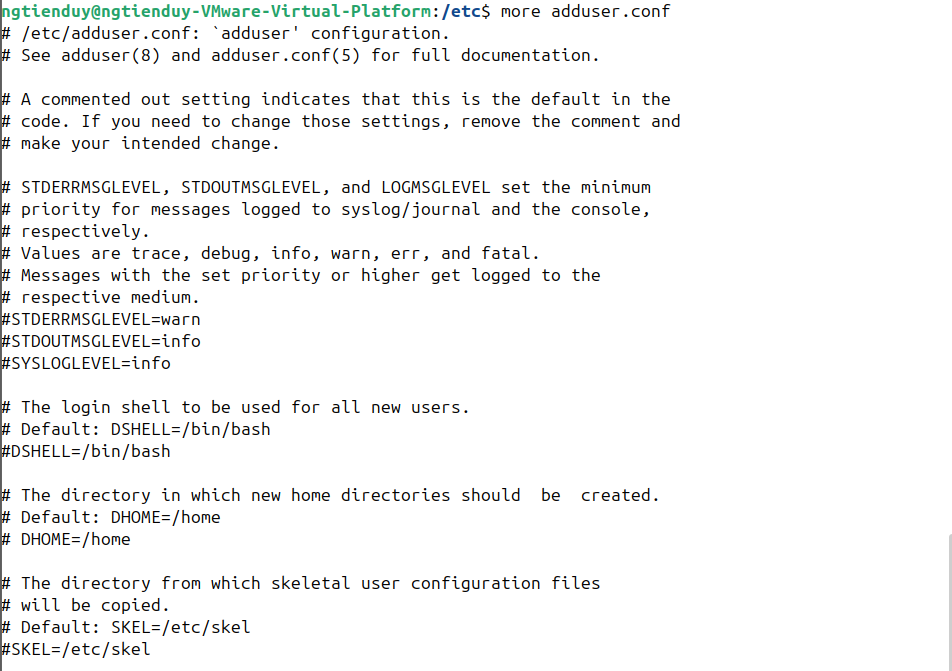 ngtienduy@ngtienduy-VMware-Virtual-Platform:/etc$ more adduser.conf
# /etc/adduser.conf: `adduser' configuration.
# See adduser(8) and adduser.conf(5) for full documentation.
# A commented out setting indicates that this is the default in the
# code. If you need to change those settings, remove the comment and
# make your intended change.
# STDERRMSGLEVEL, STDOUTMSGLEVEL, and LOGMSGLEVEL set the minimum
# priority for messages logged to syslog/journal and the console,
# respectively.
# Values are trace, debug, info, warn, err, and fatal.
# Messages with the set priority or higher get logged to the
# respective medium.
#STDERRMSGLEVEL=warn
#STDOUTMSGLEVEL=info
#SYSLOGLEVEL=info
# The login shell to be used for all new users.
# Default: DSHELL=/bin/bash
#DSHELL=/bin/bash
# The directory in which new home directories should  be  created.
# Default: DHOME=/home
# DHOME=/home
# The directory from which skeletal user configuration files
# will be copied.
# Default: SKEL=/etc/skel
#SKEL=/etc/skel